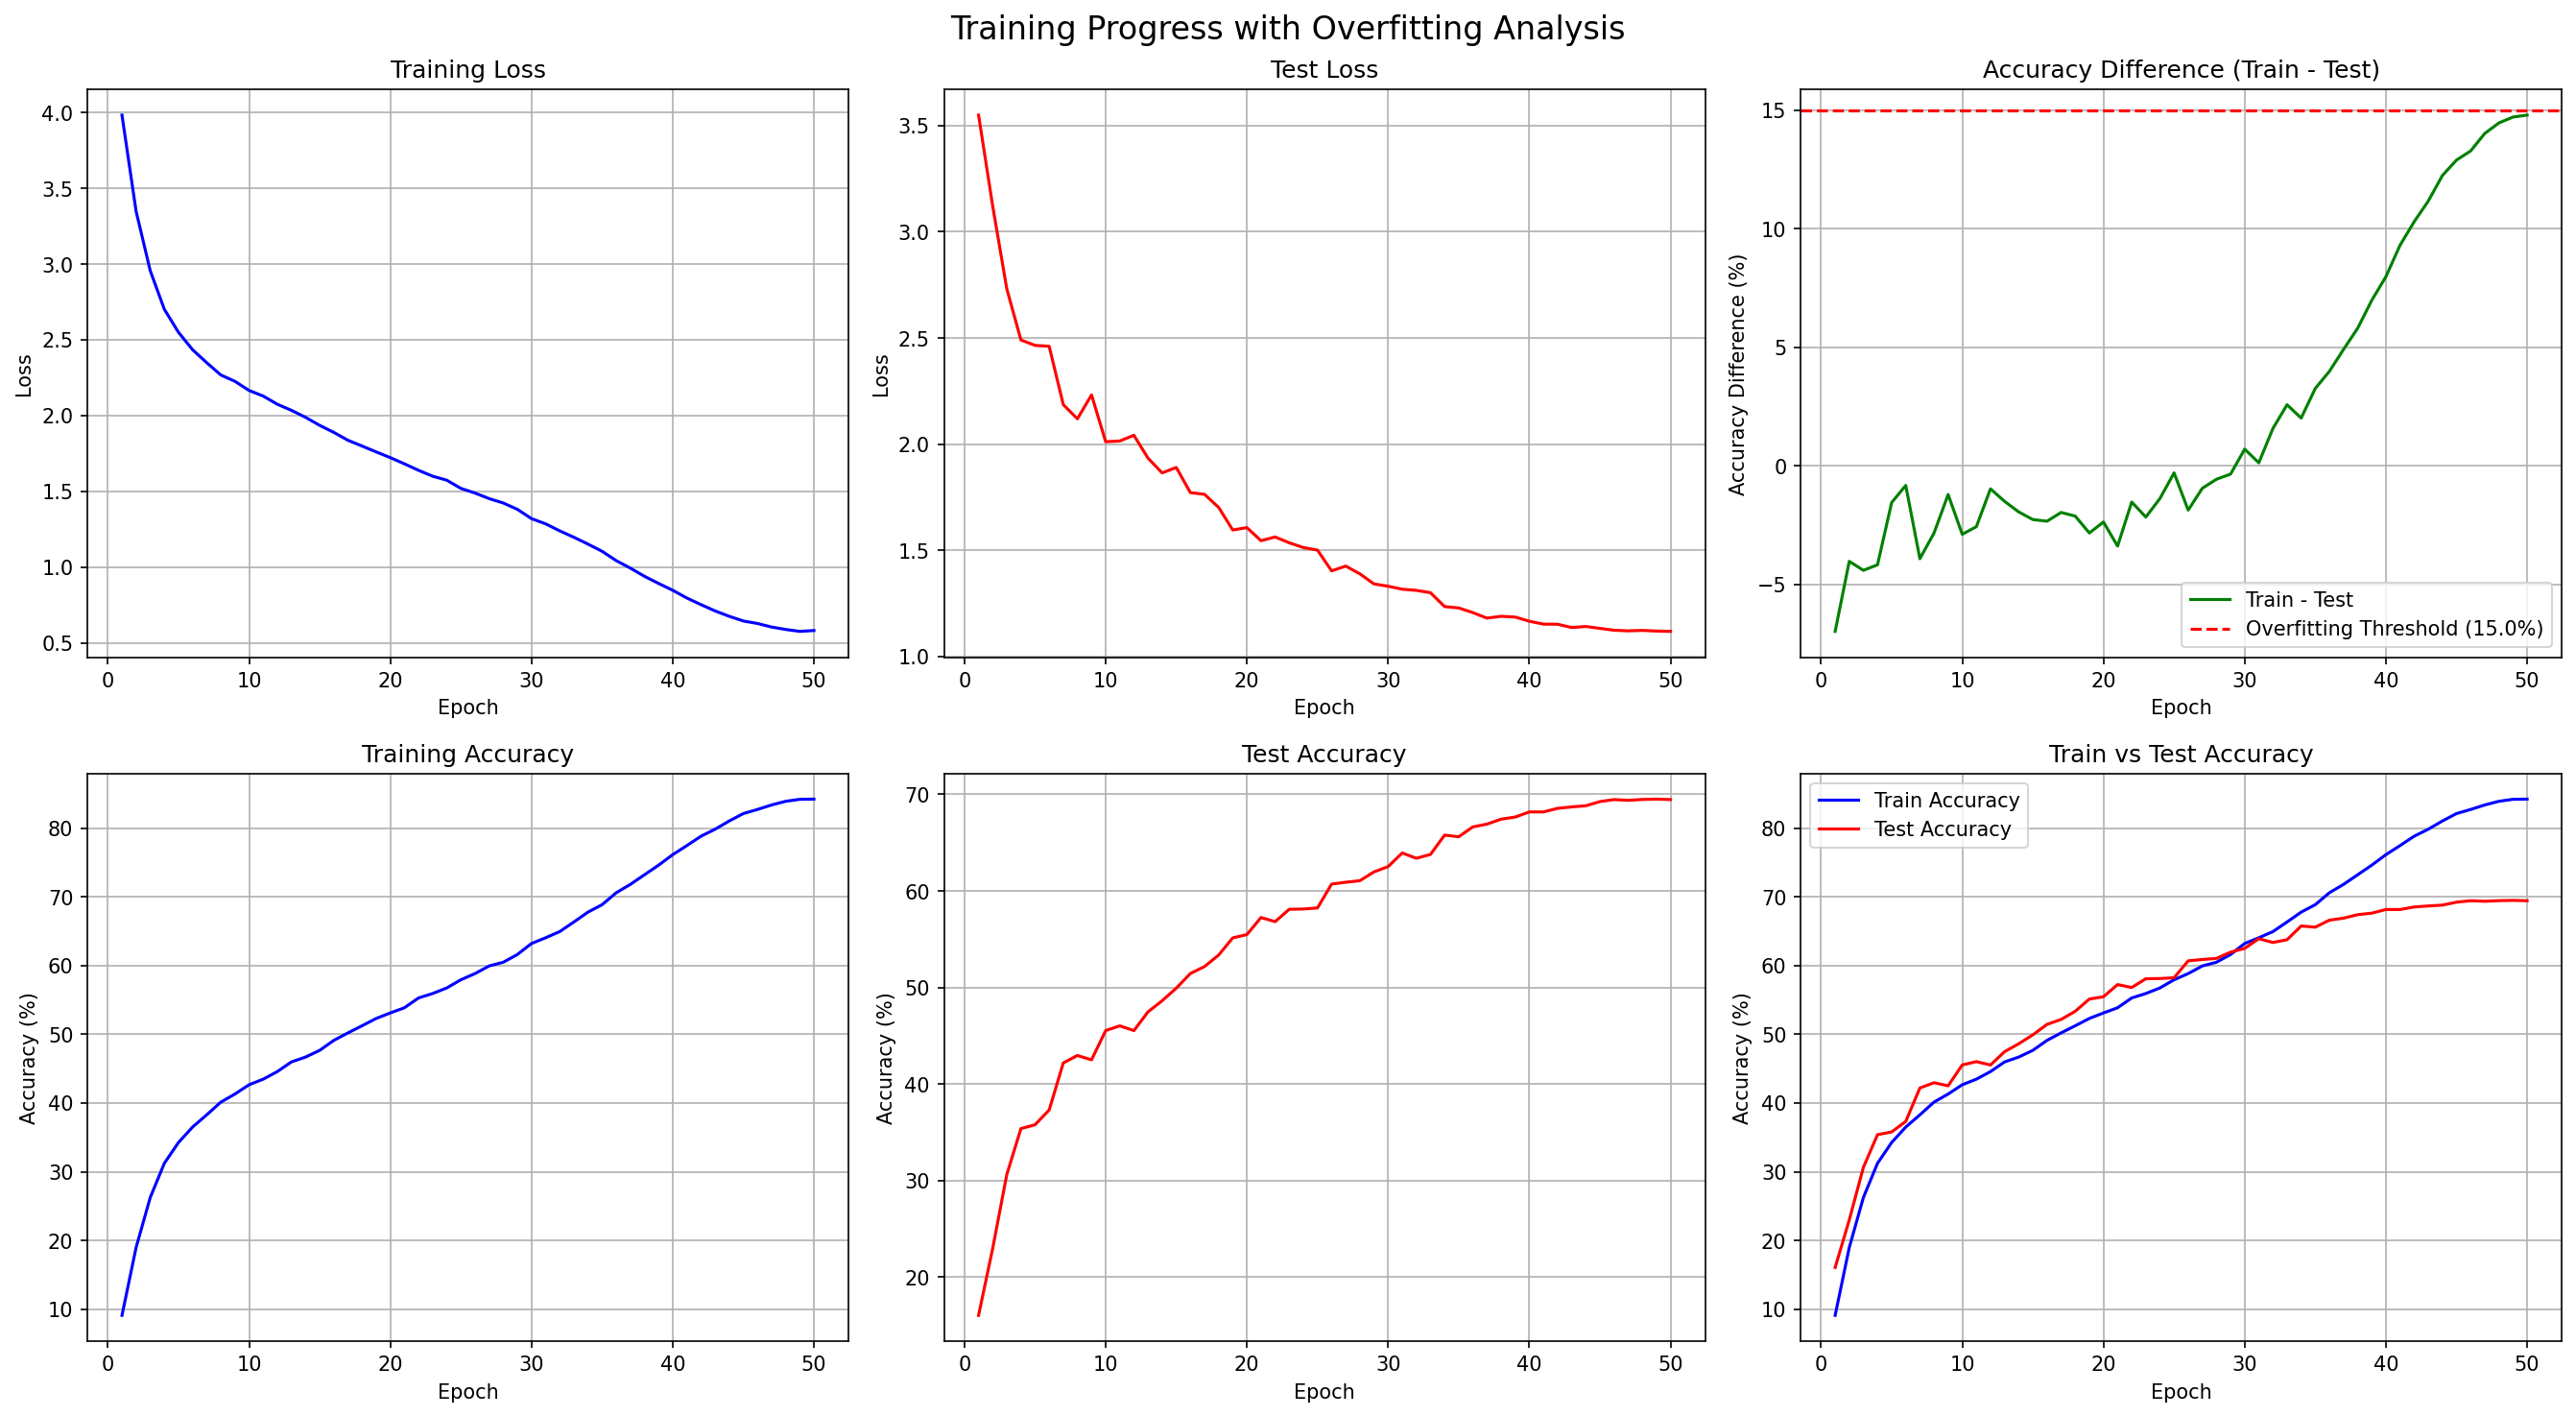 Training Progress with Overfitting Analysis
Training Loss
4.0
3.5
3.0
2.5
2.0
1.5
1.0
0.5
Loss
0 10 20 30 40 50
Epoch
Test Loss
3.5
3.0
2.5
2.0
1.5
1.0
Loss
0 10 20 30 40 50
Epoch
Accuracy Difference (Train - Test)
15
10
5
0
−5
Accuracy Difference (%)
Train - Test
Overfitting Threshold (15.0%)
0 10 20 30 40 50
Epoch
Training Accuracy
80
70
60
50
40
30
20
10
Accuracy (%)
0 10 20 30 40 50
Epoch
Test Accuracy
70
60
50
40
30
20
Accuracy (%)
0 10 20 30 40 50
Epoch
Train vs Test Accuracy
Train Accuracy
Test Accuracy
80
70
60
50
40
30
20
10
Accuracy (%)
0 10 20 30 40 50
Epoch